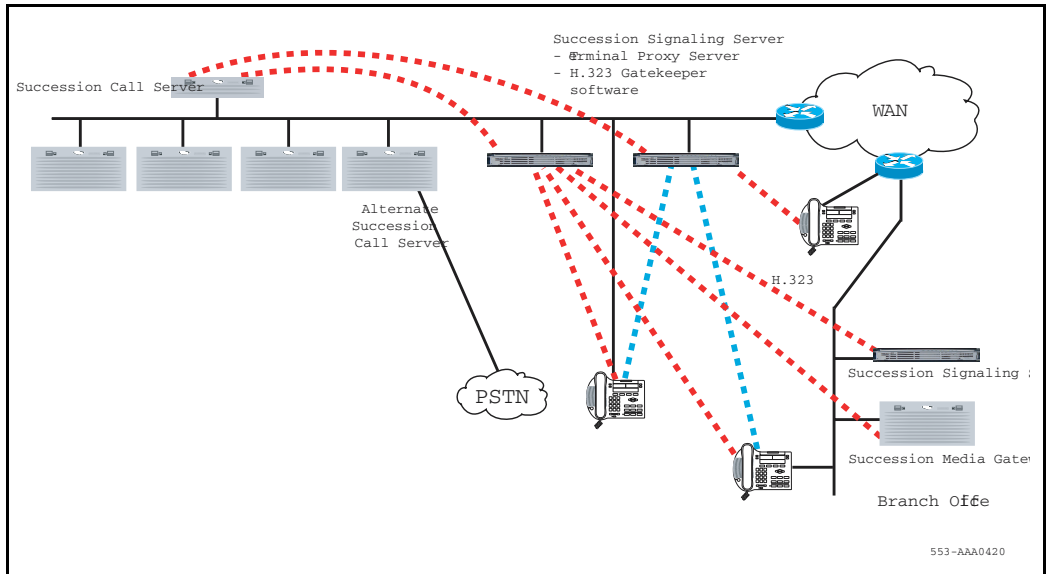 Succession Signaling Server
- Terminal Proxy Server
- H.323 Gatekeeper
software
Succession Call Server
WAN
Alternate
Succession
Call Server
H.323
PSTN
Succession Signaling S
Succession Media Gatew
Branch Office
553-AAA0420